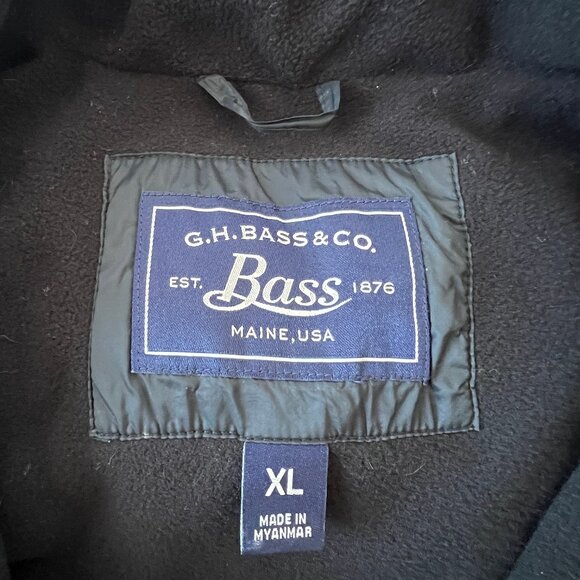 G.H.BASS&CO.
EST. Bass 1876
MAINE, USA
XL
MADE IN
MYANMAR